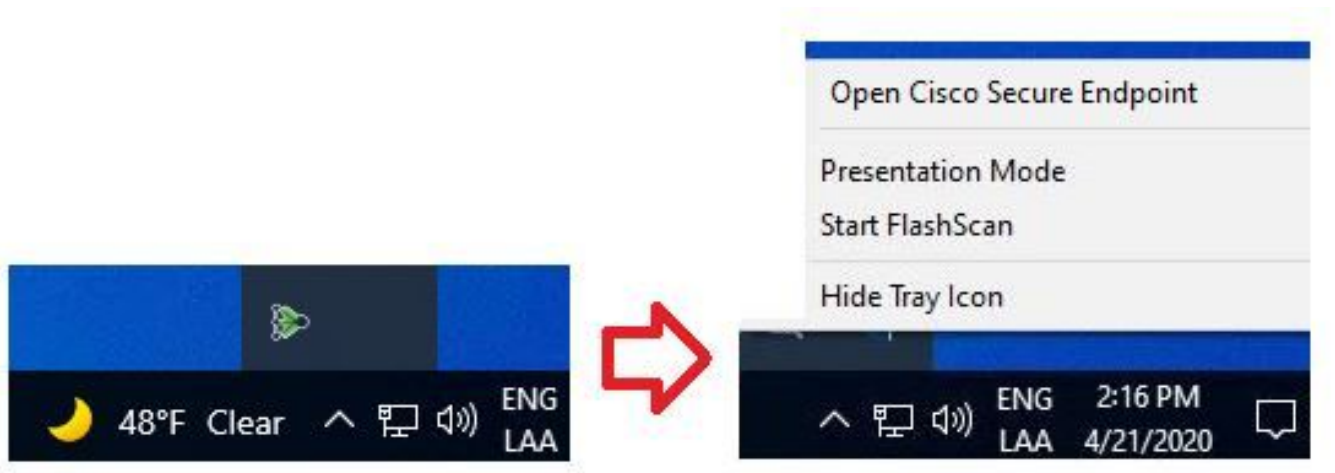 48°F Clear
ENG
LAA
Open Cisco Secure Endpoint
Presentation Mode
Start FlashScan
Hide Tray Icon
ENG
LAA
2:16 PM
4/21/2020